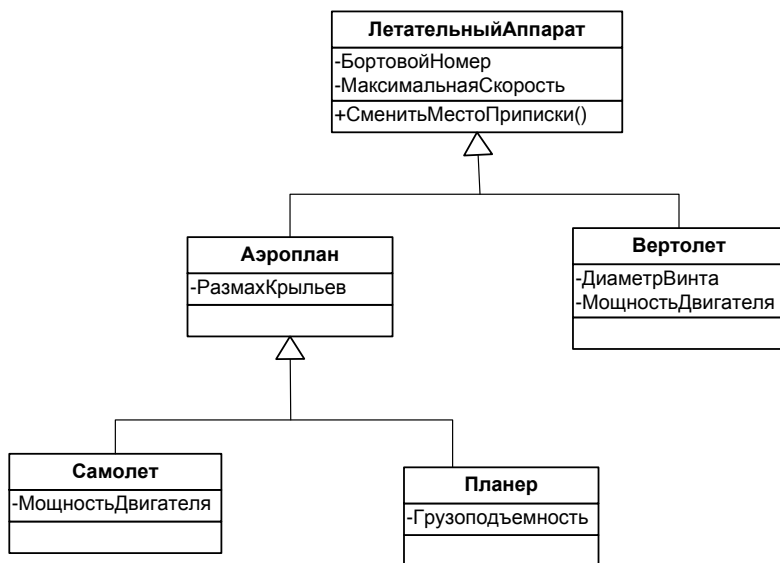 ЛетательныйАппарат
-БортовойНомер
-МаксимальнаяСкорость
+СменитьМестоПриписки()
Аэроплан
-РазмахКрыльев
Вертолет
-ДиаметрВинта
-МощностьДвигателя
Самолет
-МощностьДвигателя
Планер
-Грузоподъемность